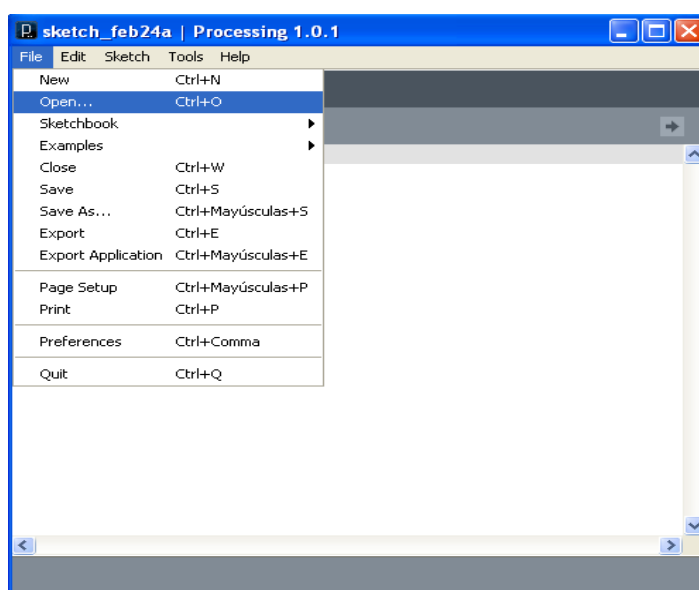 sketch_feb24a | Processing 1.0.1
File Edit Sketch Tools Help
New Ctrl+N
Open... Ctrl+O
Sketchbook
Examples
Close Ctrl+W
Save Ctrl+S
Save As... Ctrl+Mayúsculas+S
Export Ctrl+E
Export Application Ctrl+Mayúsculas+E
Page Setup Ctrl+Mayúsculas+P
Print Ctrl+P
Preferences Ctrl+Comma
Quit Ctrl+Q